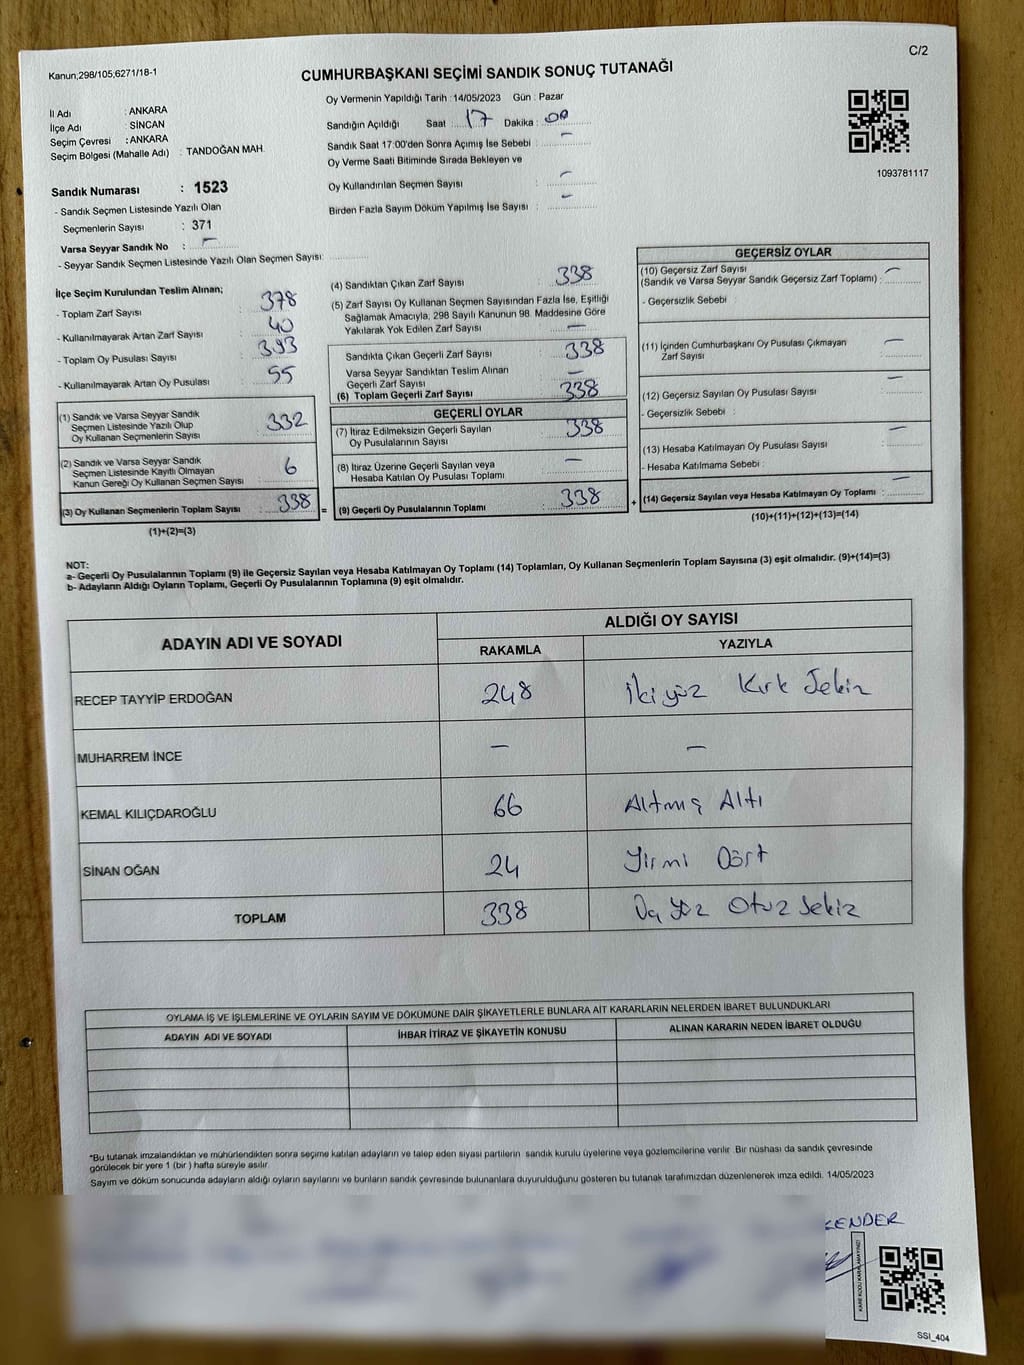 C/2
Kanun;298/105,6271/18-1
CUMHURBAŞKANI SEÇİMİ SANDIK SONUÇ TUTANAĞI
1093781117
İl Adı : ANKARA
İlçe Adı : SİNCAN
Seçim Çevresi : ANKARA
Seçim Bölgesi (Mahalle Adı) : TANDOĞAN MAH.
Sandık Numarası : 1523
- Sandık Seçmen Listesinde Yazılı Olan
Seçmenlerin Sayısı : 371
Varsa Seyyar Sandık No : –
- Seyyar Sandık Seçmen Listesinde Yazılı Olan Seçmen Sayısı:
Oy Vermenin Yapıldığı Tarih : 14/05/2023 Gün : Pazar
Sandığın Açıldığı Saat : 17 Dakika : 00
Sandık Saat 17:00'den Sonra Açımış İse Sebebi : –
Oy Verme Saati Bitiminde Sırada Bekleyen ve
Oy Kullandırılan Seçmen Sayısı : –
Birden Fazla Sayım Döküm Yapılmış İse Sayısı : –
İlçe Seçim Kurulundan Teslim Alınan;
- Toplam Zarf Sayısı : 378
- Kullanılmayarak Artan Zarf Sayısı : 40
- Toplam Oy Pusulası Sayısı : 393
- Kullanılmayarak Artan Oy Pusulası : 55
(1) Sandık ve Varsa Seyyar Sandık
Seçmen Listesinde Yazılı Olup
Oy Kullanan Seçmenlerin Sayısı : 332
(2) Sandık ve Varsa Seyyar Sandık
Seçmen Listesinde Kayıtlı Olmayan
Kanun Gereği Oy Kullanan Seçmen Sayısı : 6
(3) Oy Kullanan Seçmenlerin Toplam Sayısı : 338 =
(1)+(2)=(3)
(4) Sandıktan Çıkan Zarf Sayısı : 338
(5) Zarf Sayısı Oy Kullanan Seçmen Sayısından Fazla İse, Eşitliği
Sağlamak Amacıyla, 298 Sayılı Kanunun 98. Maddesine Göre
Yakılarak Yok Edilen Zarf Sayısı : –
Sandıkta Çıkan Geçerli Zarf Sayısı : 338
Varsa Seyyar Sandıktan Teslim Alınan
Geçerli Zarf Sayısı : –
(6) Toplam Geçerli Zarf Sayısı : 338
GEÇERLİ OYLAR
(7) İtiraz Edilmeksizin Geçerli Sayılan
Oy Pusulalarının Sayısı : 338
(8) İtiraz Üzerine Geçerli Sayılan veya
Hesaba Katılan Oy Pusulası Toplamı : –
(9) Geçerli Oy Pusulalarının Toplamı : 338 +
GEÇERSİZ OYLAR
(10) Geçersiz Zarf Sayısı
(Sandık ve Varsa Seyyar Sandık Geçersiz Zarf Toplamı) : –
- Geçersizlik Sebebi :
(11) İçinden Cumhurbaşkanı Oy Pusulası Çıkmayan
Zarf Sayısı : –
(12) Geçersiz Sayılan Oy Pusulası Sayısı : –
- Geçersizlik Sebebi :
(13) Hesaba Katılmayan Oy Pusulası Sayısı : –
- Hesaba Katılmama Sebebi :
(14) Geçersiz Sayılan veya Hesaba Katılmayan Oy Toplamı : –
(10)+(11)+(12)+(13)=(14)
NOT:
a- Geçerli Oy Pusulalarının Toplamı (9) ile Geçersiz Sayılan veya Hesaba Katılmayan Oy Toplamı (14) Toplamları, Oy Kullanan Seçmenlerin Toplam Sayısına (3) eşit olmalıdır. (9)+(14)=(3)
b- Adayların Aldığı Oyların Toplamı, Geçerli Oy Pusulalarının Toplamına (9) eşit olmalıdır.
ADAYIN ADI VE SOYADI
ALDIĞI OY SAYISI
RAKAMLA YAZIYLA
RECEP TAYYİP ERDOĞAN 248 İki yüz Kırk Sekiz
MUHARREM İNCE – –
KEMAL KILIÇDAROĞLU 66 Altmış Altı
SİNAN OĞAN 24 Yirmi Dört
TOPLAM 338 Üç Yüz Otuz Sekiz
OYLAMA İŞ VE İŞLEMLERİNE VE OYLARIN SAYIM VE DÖKÜMÜNE DAİR ŞİKAYETLERLE BUNLARA AİT KARARLARIN NELERDEN İBARET BULUNDUKLARI
ADAYIN ADI VE SOYADI İHBAR İTİRAZ VE ŞİKAYETİN KONUSU ALINAN KARARIN NEDEN İBARET OLDUĞU
*Bu tutanak imzalandıktan ve mühürlendikten sonra seçime katılan adayların ve talep eden siyasi partilerin sandık kurulu üyelerine veya gözlemcilerine verilir. Bir nüshası da sandık çevresinde
görülecek bir yere 1 (bir) hafta süreyle asılır.
Sayım ve döküm sonucunda adayların aldığı oyların sayılarını ve bunların sandık çevresinde bulunanlara duyurulduğunu gösteren bu tutanak tarafımızdan düzenlenerek imza edildi. 14/05/2023
KENDER
KARE KODU KARALAMAYINIZ!
SSI_404